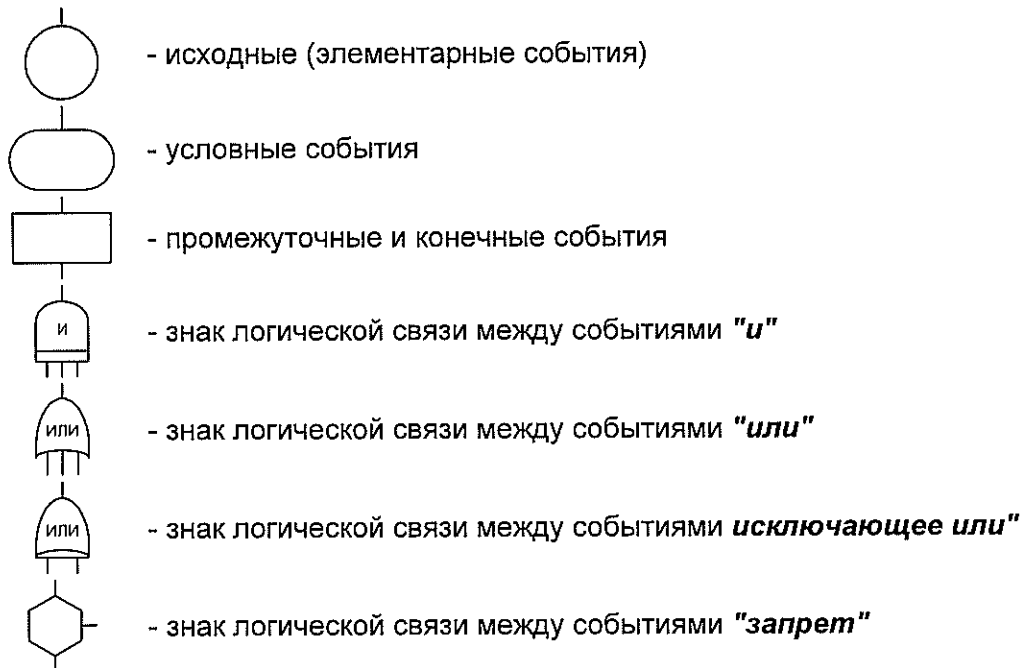 - исходные (элементарные события)
- условные события
- промежуточные и конечные события
и - знак логической связи между событиями "и"
или - знак логической связи между событиями "или"
или - знак логической связи между событиями исключающее или"
- знак логической связи между событиями "запрет"